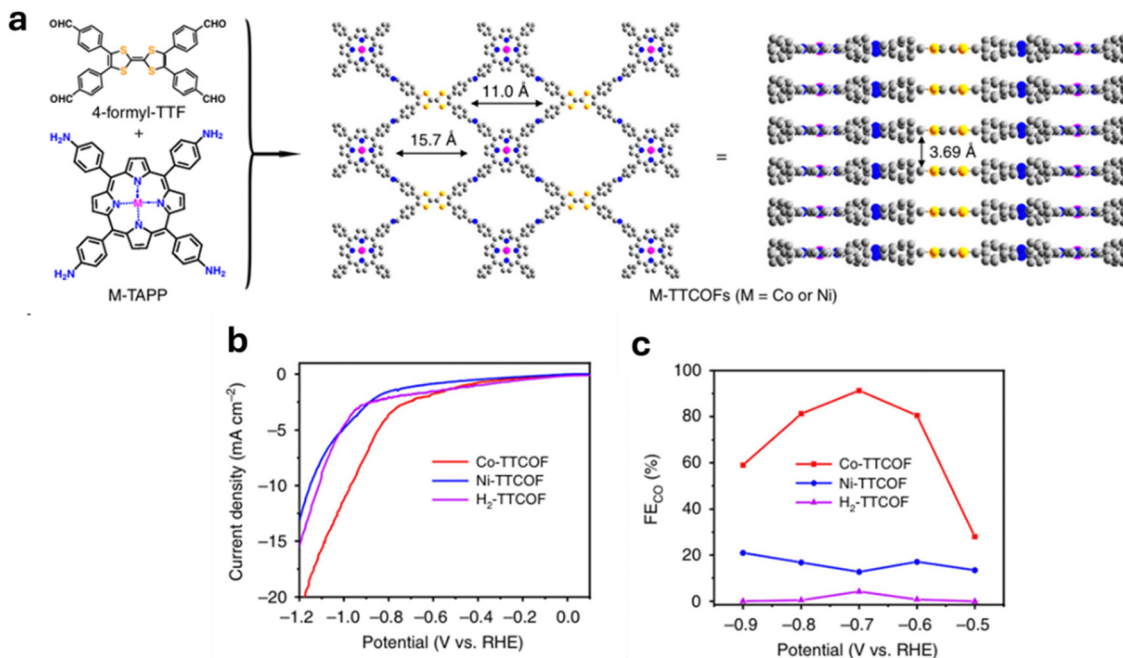 a
OHC
CHO
S
S
S
S
OHC
CHO
4-formyl-TTF
+
H₂N
NH₂
N
N
M
N
N
H₂N
NH₂
M-TAPP
11.0 Å
15.7 Å
=
3.69 Å
M-TTCOFs (M = Co or Ni)
b
0
–5
–10
–15
–20
Current density (mA cm⁻²)
Co-TTCOF
Ni-TTCOF
H₂-TTCOF
–1.2
–1.0
–0.8
–0.6
–0.4
–0.2
0.0
Potential (V vs. RHE)
c
100
80
60
40
20
0
FE_CO (%)
Co-TTCOF
Ni-TTCOF
H₂-TTCOF
–0.9
–0.8
–0.7
–0.6
–0.5
Potential (V vs. RHE)